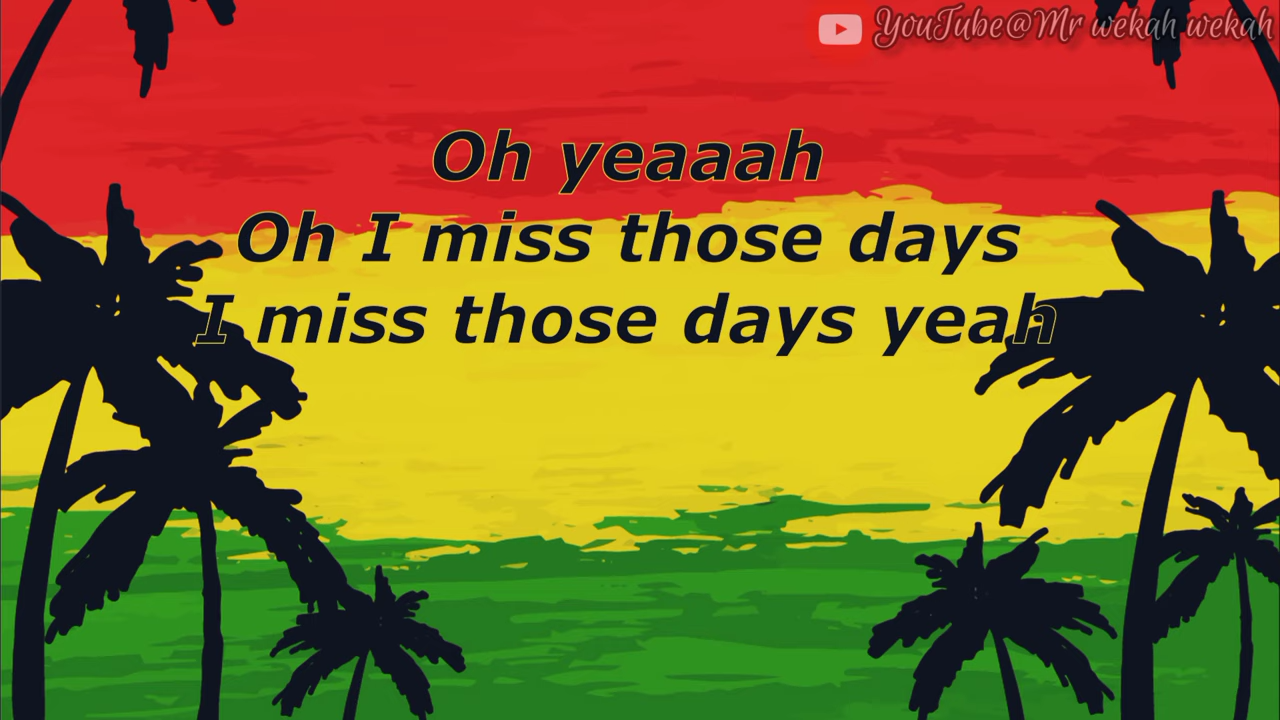 YouTube@Mr wekah wekah
Oh yeaaah
Oh I miss those days
I miss those days yeah